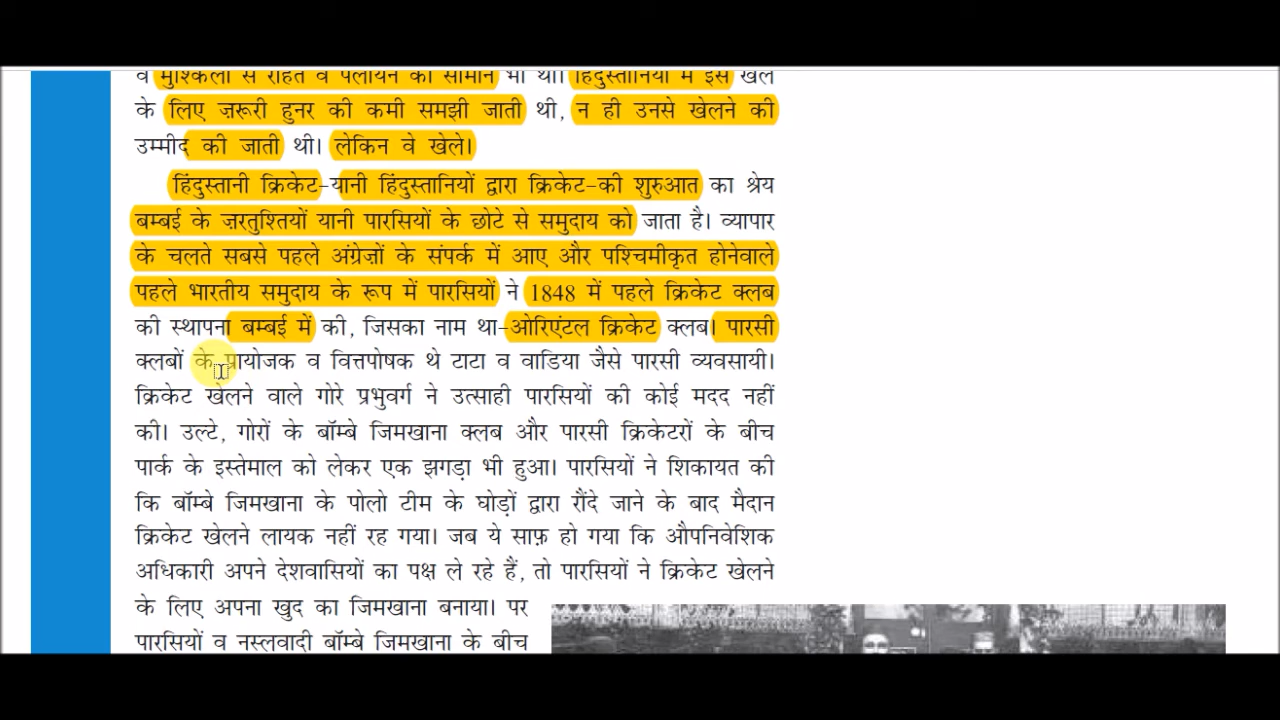 व मुश्किलों से राहत व पलायन का सामान भी था। हिंदुस्तानियों में इस खेल
के लिए ज़रूरी हुनर की कमी समझी जाती थी, न ही उनसे खेलने की
उम्मीद की जाती थी। लेकिन वे खेले।
हिंदुस्तानी क्रिकेट–यानी हिंदुस्तानियों द्वारा क्रिकेट–की शुरुआत का श्रेय
बम्बई के ज़रतुश्तियों यानी पारसियों के छोटे से समुदाय को जाता है। व्यापार
के चलते सबसे पहले अंग्रेज़ों के संपर्क में आए और पश्चिमीकृत होनेवाले
पहले भारतीय समुदाय के रूप में पारसियों ने 1848 में पहले क्रिकेट क्लब
की स्थापना बम्बई में की, जिसका नाम था–ओरिएंटल क्रिकेट क्लब। पारसी
क्लबों के प्रायोजक व वित्तपोषक थे टाटा व वाडिया जैसे पारसी व्यवसायी।
क्रिकेट खेलने वाले गोरे प्रभुवर्ग ने उत्साही पारसियों की कोई मदद नहीं
की। उल्टे, गोरों के बॉम्बे जिमखाना क्लब और पारसी क्रिकेटरों के बीच
पार्क के इस्तेमाल को लेकर एक झगड़ा भी हुआ। पारसियों ने शिकायत की
कि बॉम्बे जिमखाना के पोलो टीम के घोड़ों द्वारा रौंदे जाने के बाद मैदान
क्रिकेट खेलने लायक नहीं रह गया। जब ये साफ़ हो गया कि औपनिवेशिक
अधिकारी अपने देशवासियों का पक्ष ले रहे हैं, तो पारसियों ने क्रिकेट खेलने
के लिए अपना खुद का जिमखाना बनाया। पर
पारसियों व नस्लवादी बॉम्बे जिमखाना के बीच